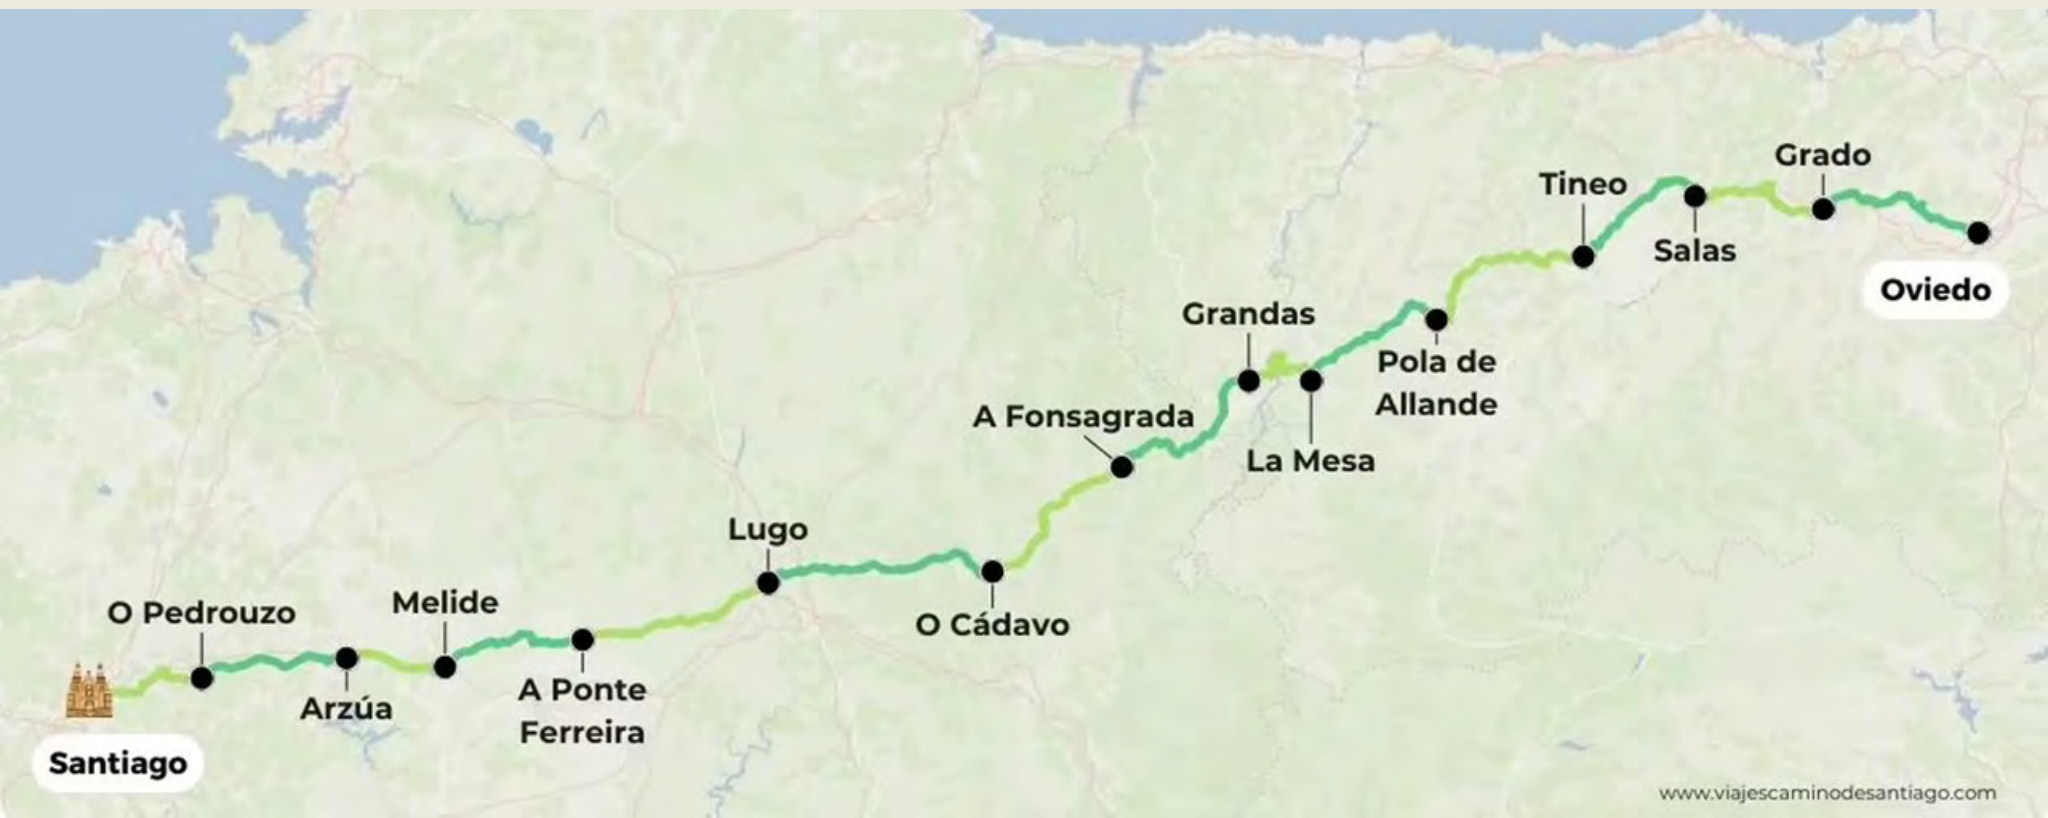 Grado
Tineo
Salas
Oviedo
Grandas
Pola de
Allande
A Fonsagrada
La Mesa
Lugo
O Cádavo
Melide
O Pedrouzo
A Ponte
Ferreira
Arzúa
Santiago
www.viajescaminodesantiago.com